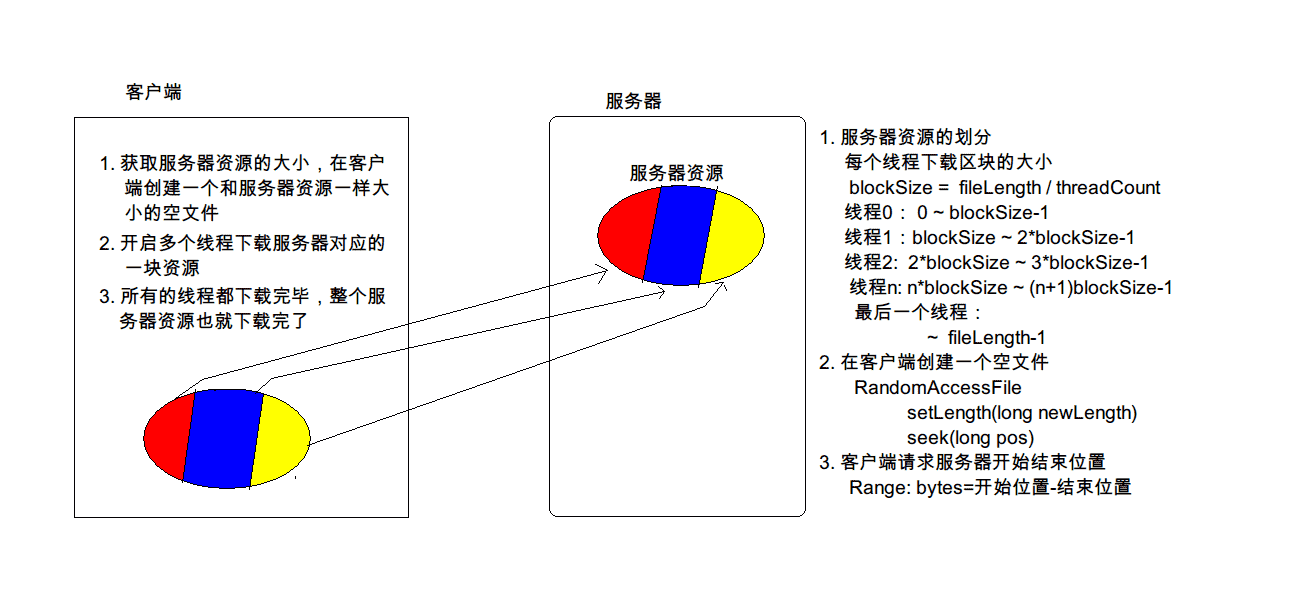 客户端
1. 获取服务器资源的大小，在客
端创建一个和服务器资源一样大
小的空文件
2. 开启多个线程下载服务器对应的
一块资源
3. 所有的线程都下载完毕，整个服
务器资源也就下载完了
服务器
服务器资源
1. 服务器资源的划分
每个线程下载区块的大小
blockSize = fileLength / threadCount
线程0 : 0 ~ blockSize-1
线程1 : blockSize ~ 2*blockSize-1
线程2: 2*blockSize ~ 3*blockSize-1
线程n: n*blockSize ~ (n+1)blockSize-1
最后一个线程 :
~ fileLength-1
2. 在客户端创建一个空文件
RandomAccessFile
setLength(long newLength)
seek(long pos)
3. 客户端请求服务器开始结束位置
Range: bytes=开始位置-结束位置